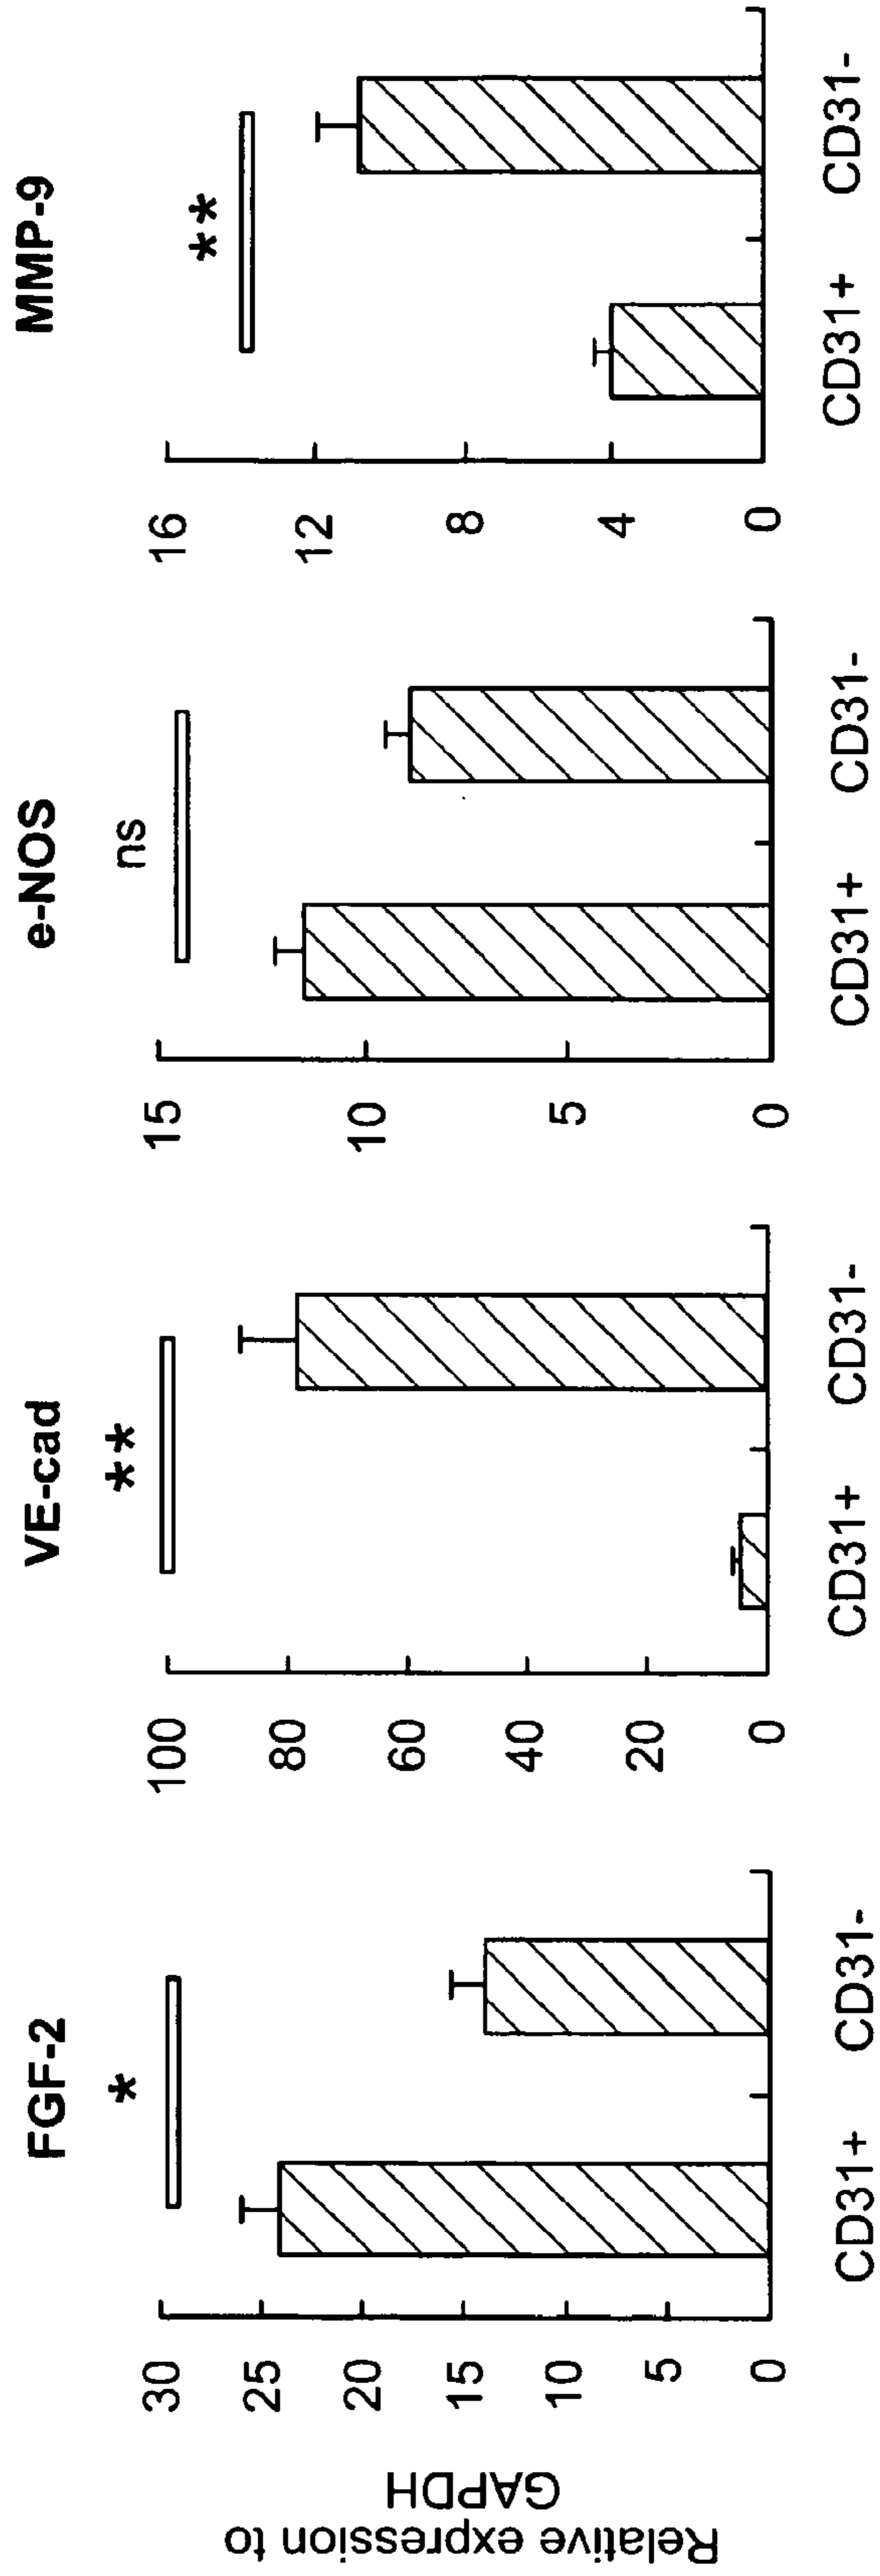 Relative expression to
GAPDH
FGF-2
*
30
25
20
15
10
5
0
CD31+ CD31-
VE-cad
**
100
80
60
40
20
0
CD31+ CD31-
e-NOS
ns
15
10
5
0
CD31+ CD31-
MMP-9
**
16
12
8
4
0
CD31+ CD31-